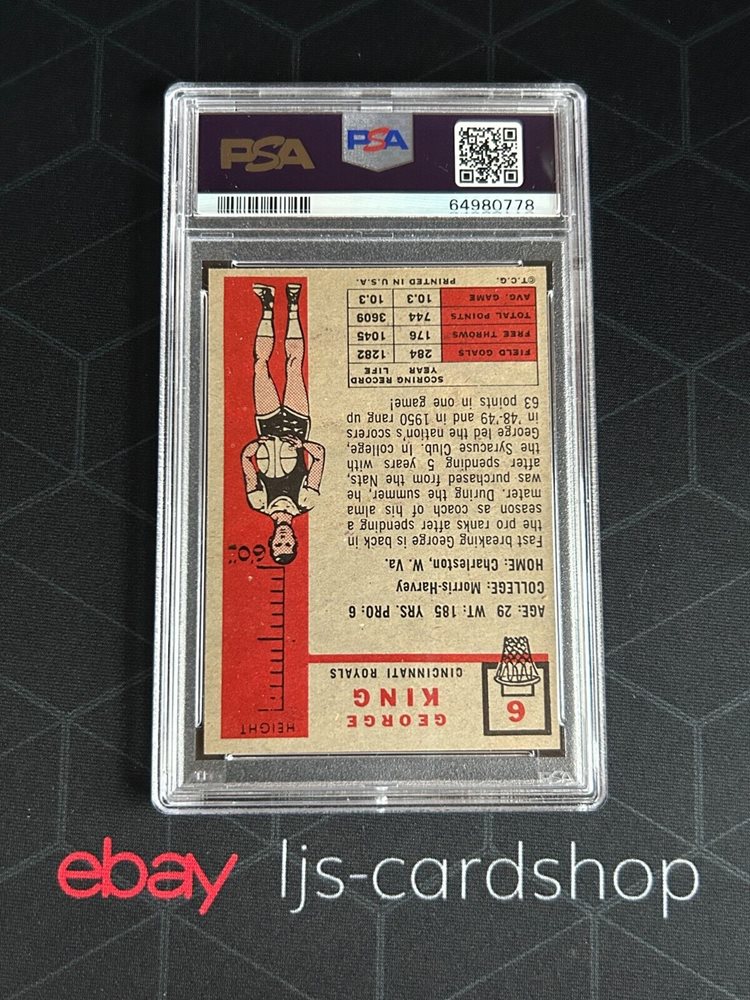 PSA
PSA
64980778
6
GEORGE
KING
CINCINNATI ROYALS
HEIGHT
6'0"
AGE: 29 WT: 185 YRS. PRO: 6
COLLEGE: Morris-Harvey
HOME: Charleston, W. Va.
Fast breaking George is back in
the pro ranks after spending a
season as coach of his alma
mater. During the summer, he
was purchased from the Nats,
after spending 5 years with
the Syracuse Club. In college,
George led the nation's scorers
in '48-'49 and in 1950 rang up
63 points in one game!
SCORING RECORD YEAR LIFE
FIELD GOALS 284 1282
FREE THROWS 176 1045
TOTAL POINTS 744 3609
AVG. GAME 10.3 10.3
©T.C.G. PRINTED IN U.S.A.
PSA
ebay ljs-cardshop